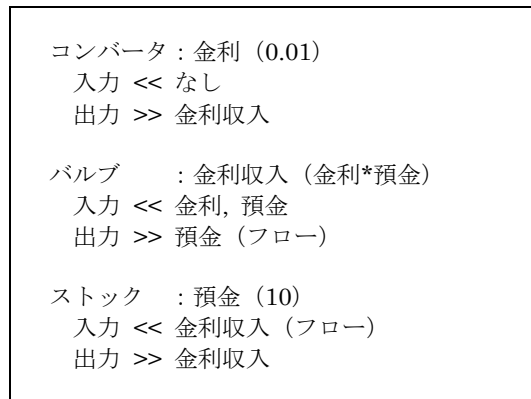 コンバータ：金利（0.01）
入力 << なし
出力 >> 金利収入
バルブ　　：金利収入（金利*預金）
入力 << 金利, 預金
出力 >> 預金（フロー）
ストック　：預金（10）
入力 << 金利収入（フロー）
出力 >> 金利収入